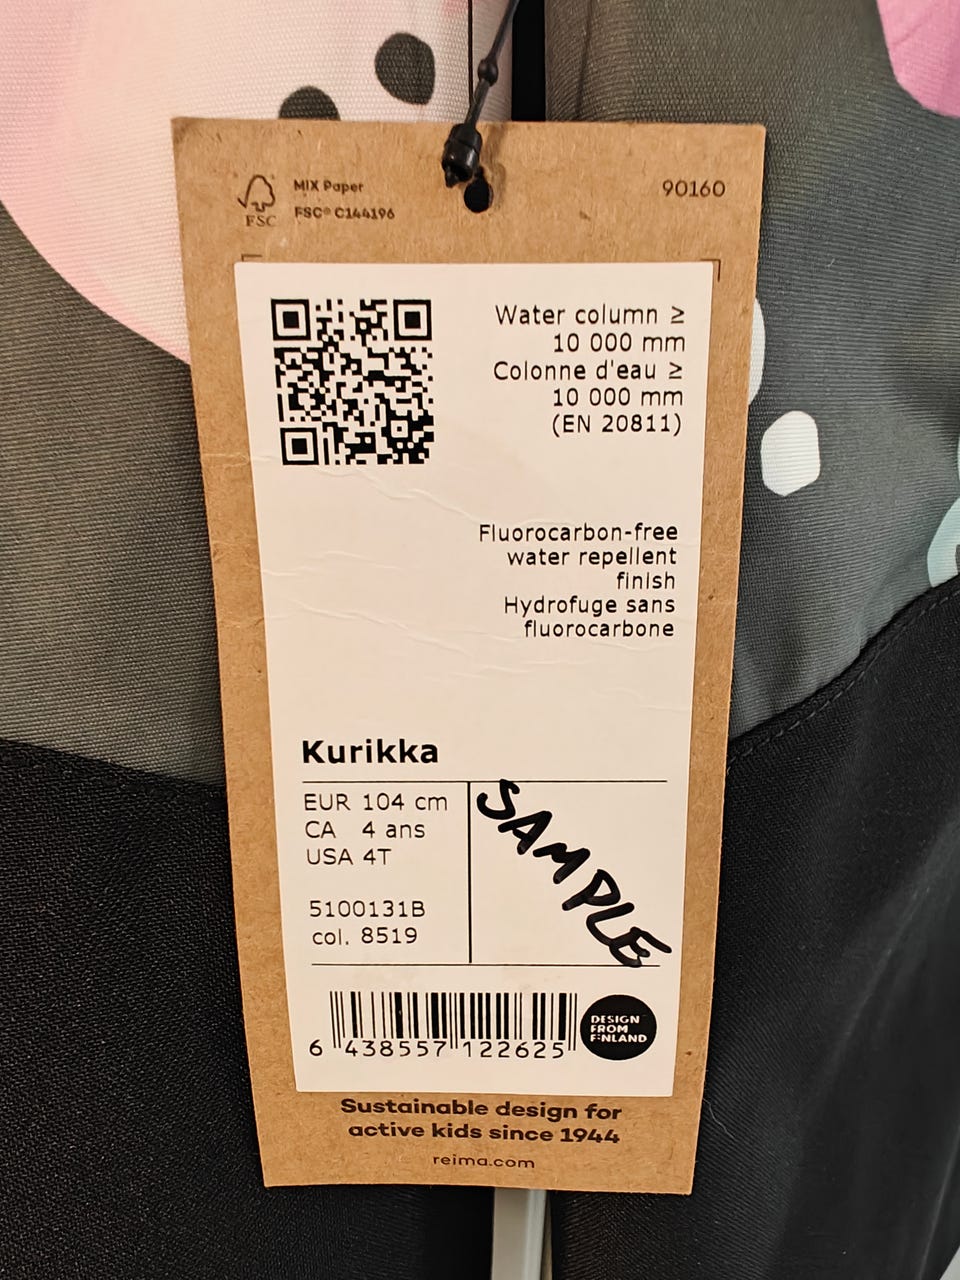 MIX Paper
FSC® C144196
FSC
90160
Water column ≥
10 000 mm
Colonne d'eau ≥
10 000 mm
(EN 20811)
Fluorocarbon-free
water repellent
finish
Hydrofuge sans
fluorocarbone
Kurikka
EUR 104 cm
CA 4 ans
USA 4T
5100131B
col. 8519
SAMPLE
6 438557 122625
DESIGN
FROM
FINLAND
Sustainable design for
active kids since 1944
reima.com